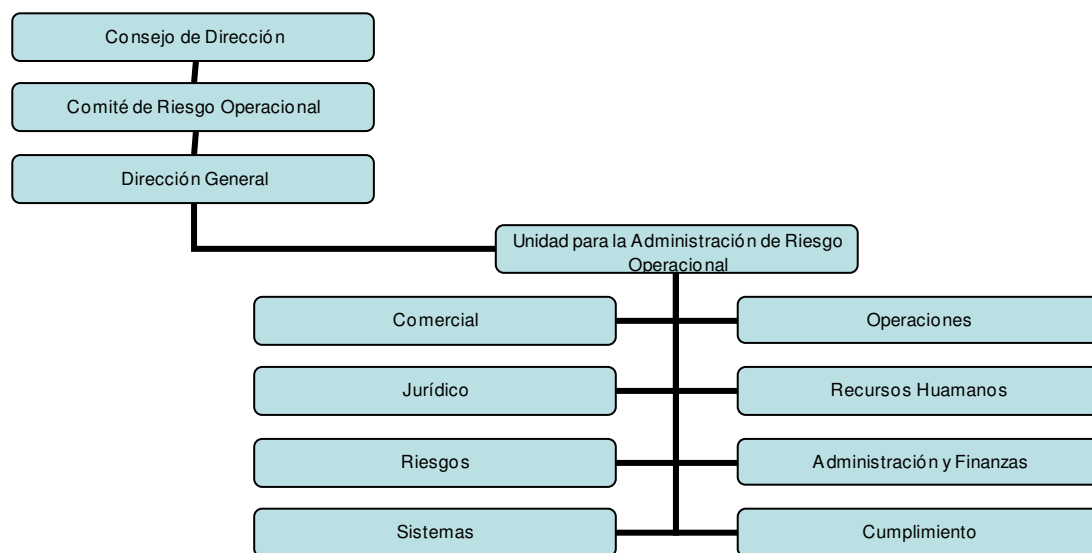 Consejo de Dirección
Comité de Riesgo Operacional
Dirección General
Unidad para la Administración de Riesgo
Operacional
Comercial
Operaciones
Jurídico
Recursos Huamanos
Riesgos
Administración y Finanzas
Sistemas
Cumplimiento